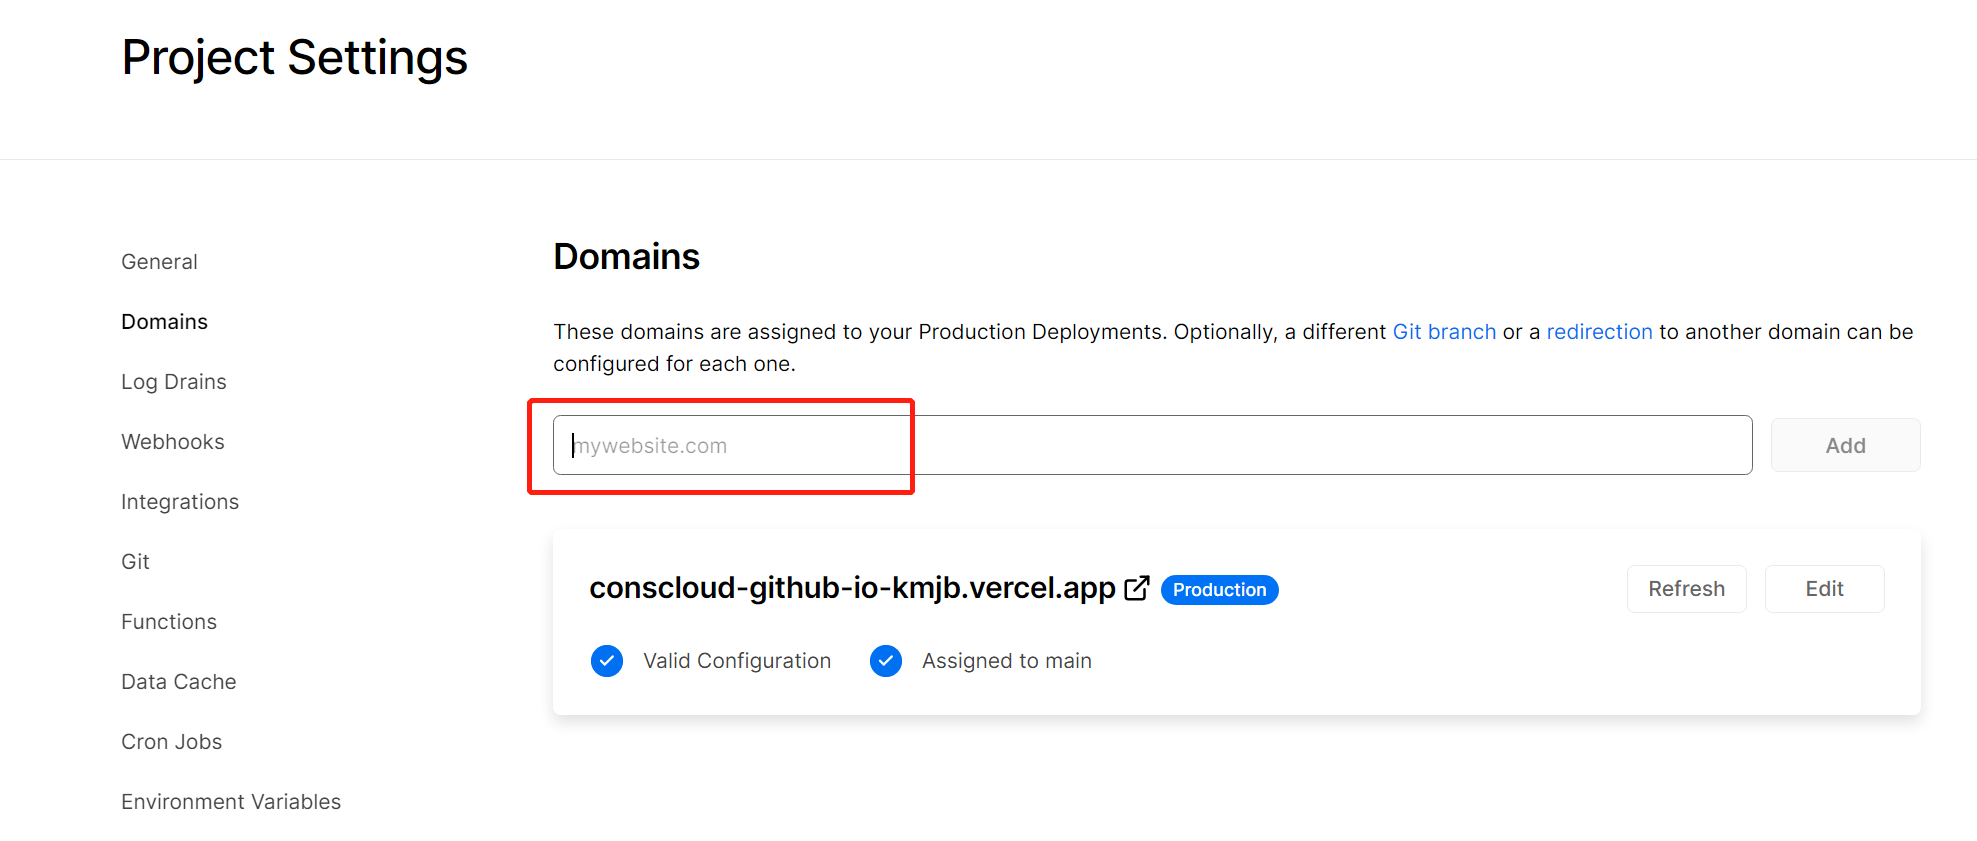 Project Settings
General
Domains
Log Drains
Webhooks
Integrations
Git
Functions
Data Cache
Cron Jobs
Environment Variables
Domains
These domains are assigned to your Production Deployments. Optionally, a different Git branch or a redirection to another domain can be
configured for each one.
mywebsite.com
Add
conscloud-github-io-kmjb.vercel.app
Production
Refresh
Edit
Valid Configuration
Assigned to main